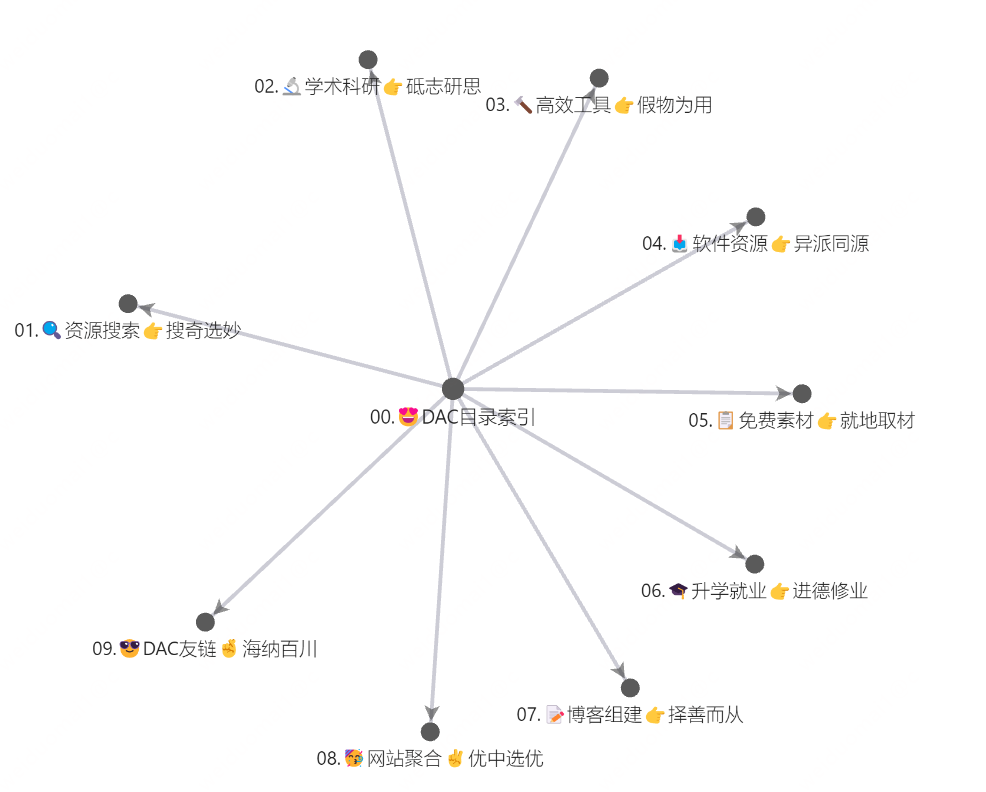 02.🔬学术科研👉砥志研思
03.🔨高效工具👉假物为用
04.📥软件资源👉异派同源
01.🔍资源搜索👉搜奇选妙
00.😍DAC目录索引
05.📋免费素材👉就地取材
06.🎓升学就业👉进德修业
09.😎DAC友链🤞海纳百川
07.📝博客组建👉择善而从
08.🥳网站聚合✌优中选优